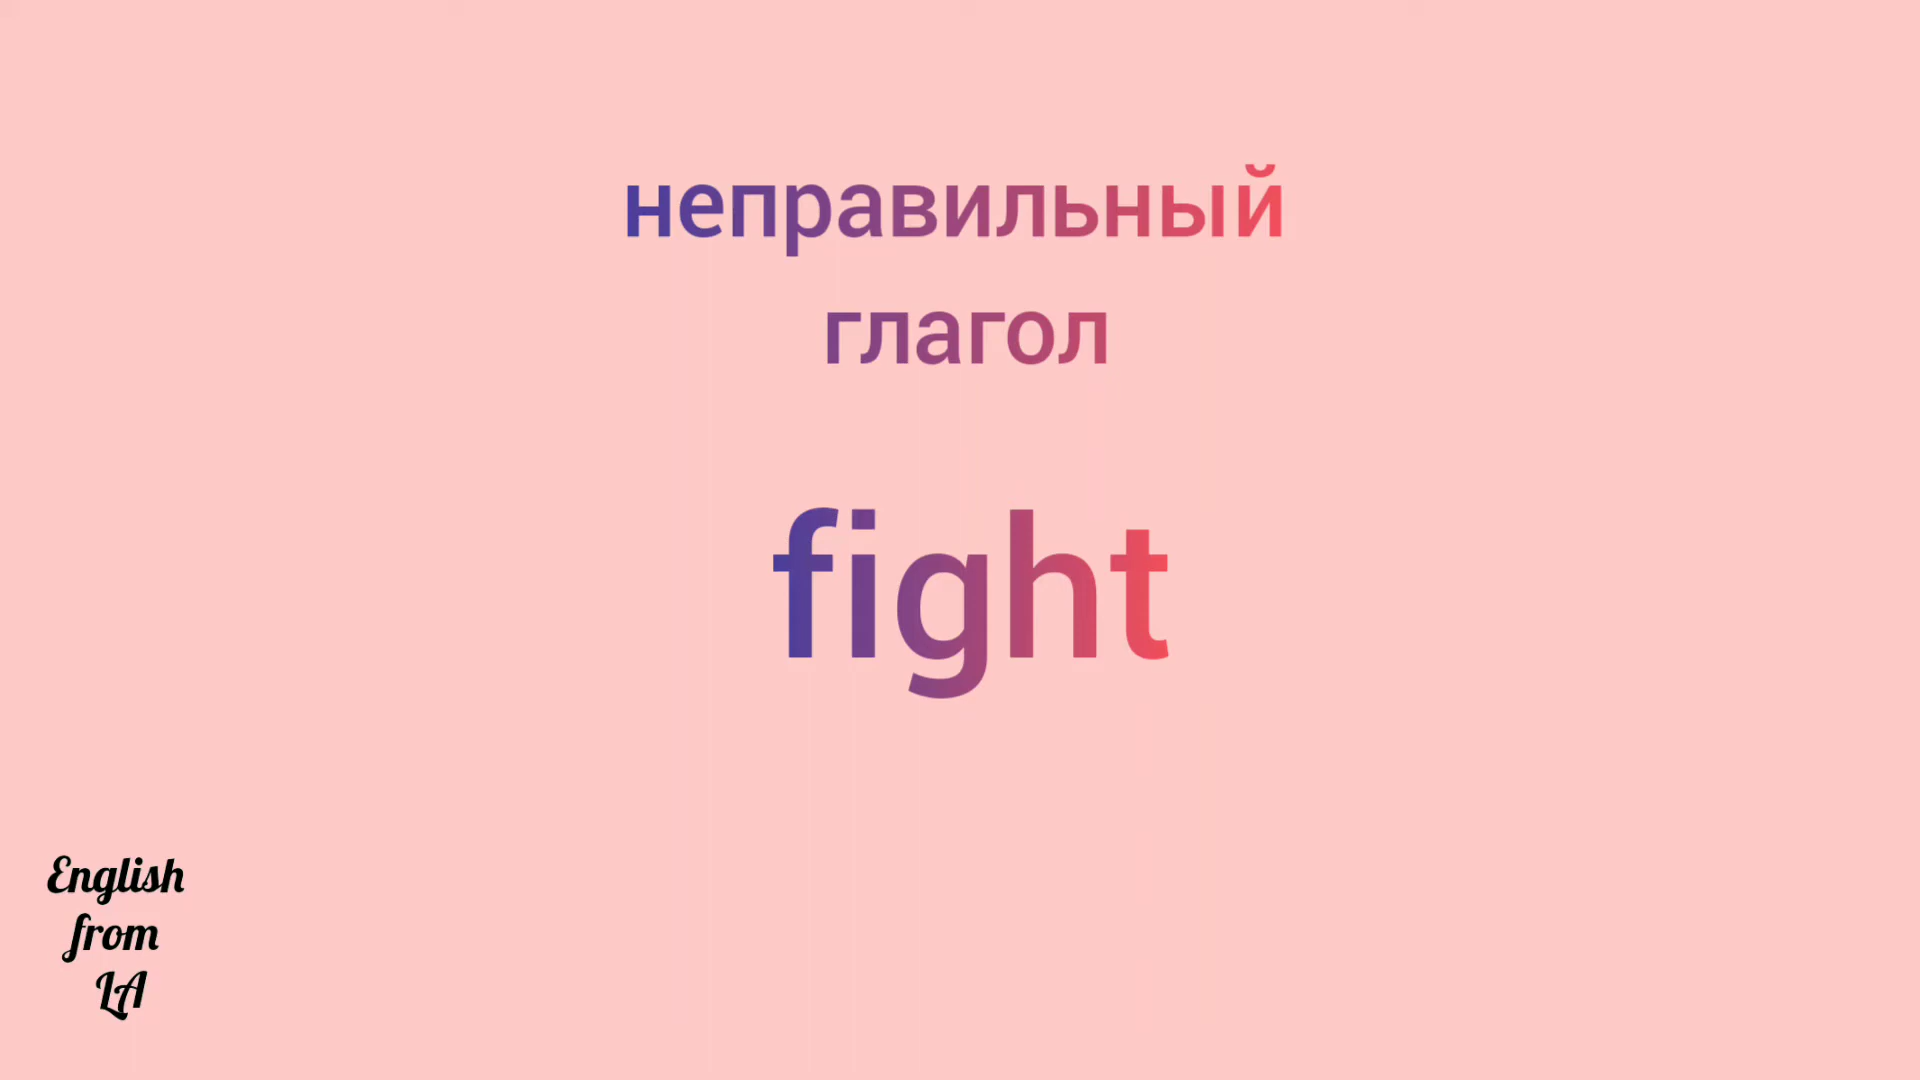 неправильный
глагол
fight
English
from
LA